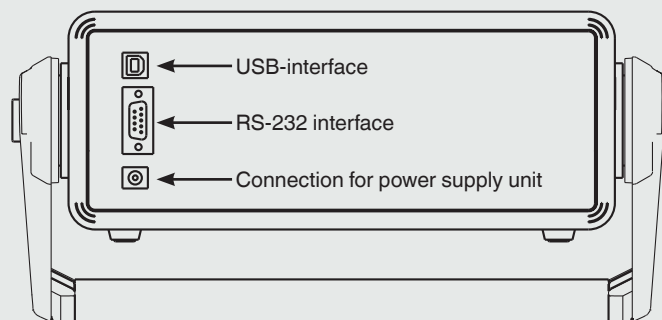 USB-interface
RS-232 interface
Connection for power supply unit